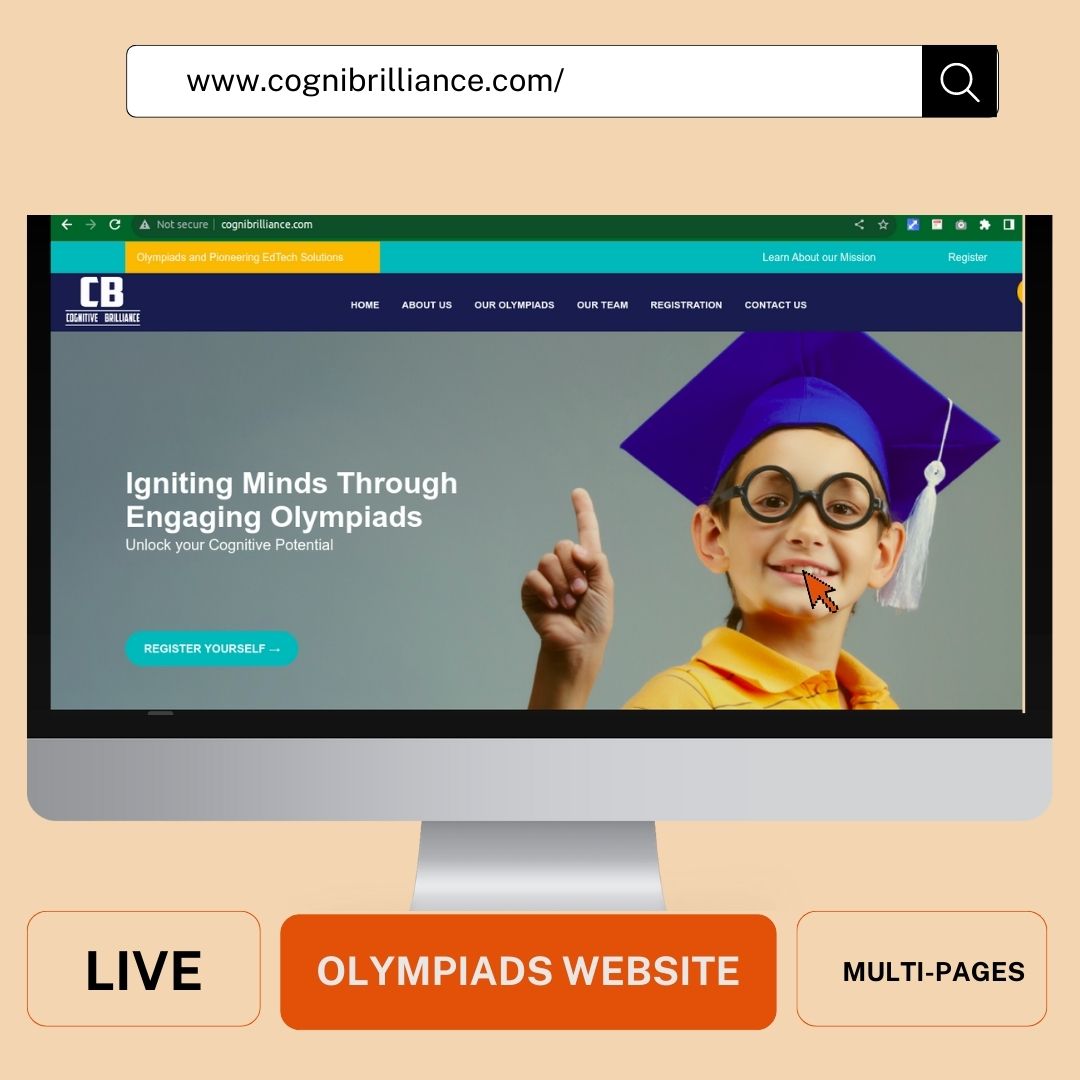 www.cognibrilliance.com/
Not secure | cognibrilliance.com
Olympiads and Pioneering EdTech Solutions
Learn About our Mission
Register
CB
COGNITIVE BRILLIANCE
HOME
ABOUT US
OUR OLYMPIADS
OUR TEAM
REGISTRATION
CONTACT US
Igniting Minds Through
Engaging Olympiads
Unlock your Cognitive Potential
REGISTER YOURSELF →
LIVE
OLYMPIADS WEBSITE
MULTI-PAGES